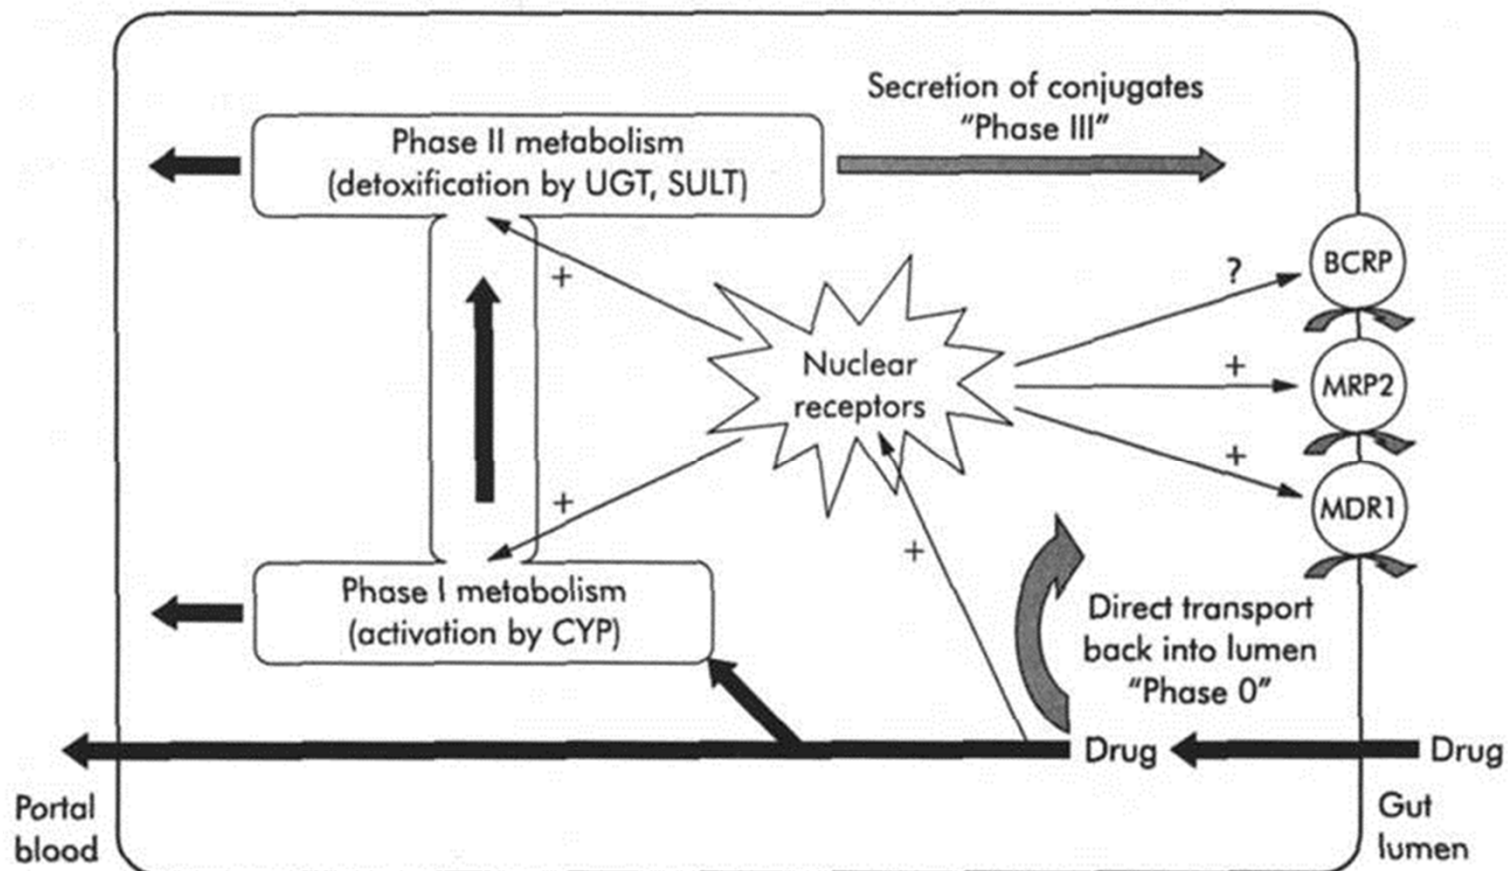 Secretion of conjugates
“Phase III”
Phase II metabolism
(detoxification by UGT, SULT)
+
?
BCRP
Nuclear
receptors
+
MRP2
+
MDR1
+
+
Phase I metabolism
(activation by CYP)
Direct transport
back into lumen
“Phase 0”
Drug
Drug
Portal
blood
Gut
lumen